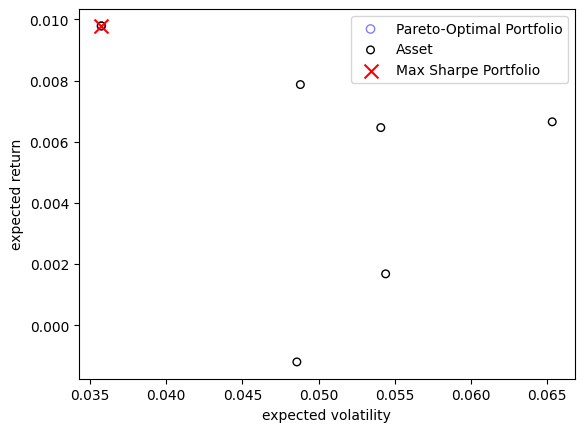 0.010
0.008
0.006
0.004
0.002
0.000
expected return
Pareto-Optimal Portfolio
Asset
Max Sharpe Portfolio
0.035 0.040 0.045 0.050 0.055 0.060 0.065
expected volatility